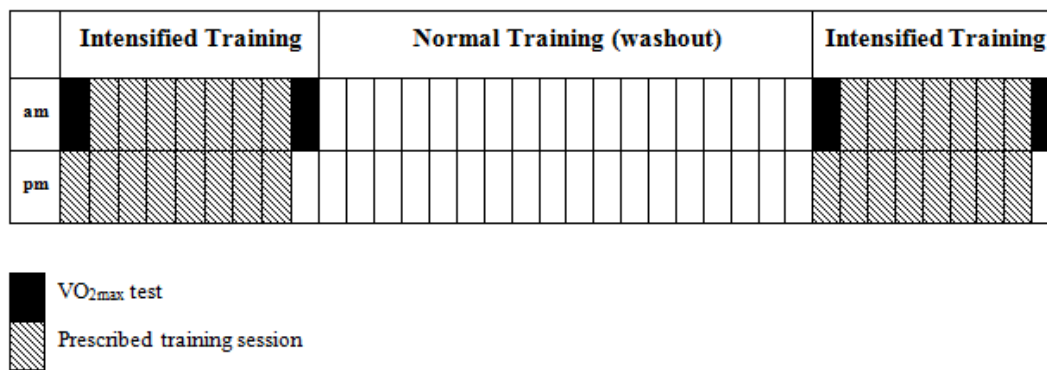 Intensified Training Normal Training (washout) Intensified Training
am
pm
VO₂max test
Prescribed training session